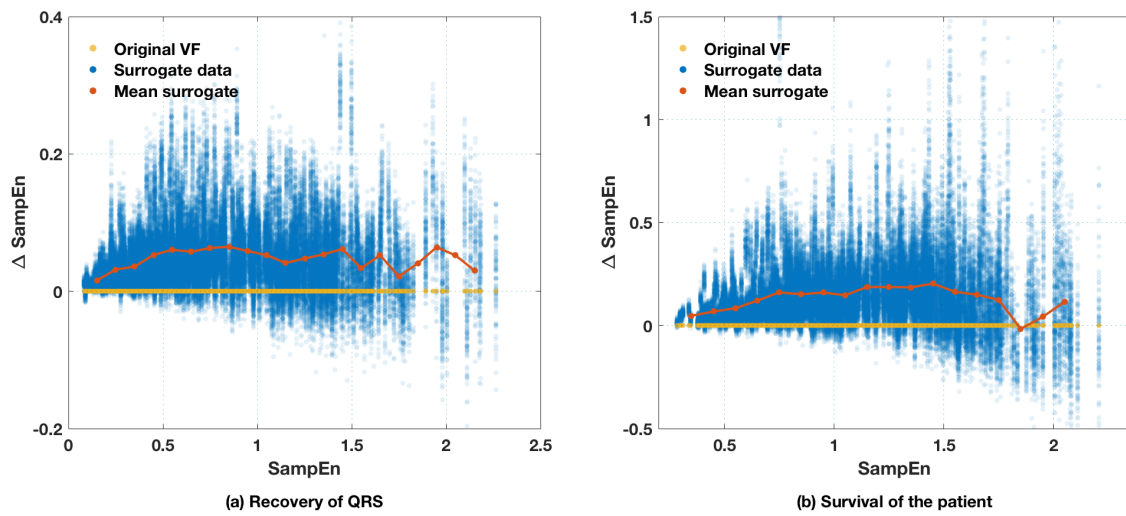 0.4
0.2
0
-0.2
Δ SampEn
Original VF
Surrogate data
Mean surrogate
0 0.5 1 1.5 2 2.5
SampEn
(a) Recovery of QRS
1.5
1
0.5
0
-0.5
Δ SampEn
Original VF
Surrogate data
Mean surrogate
0.5 1 1.5 2
SampEn
(b) Survival of the patient